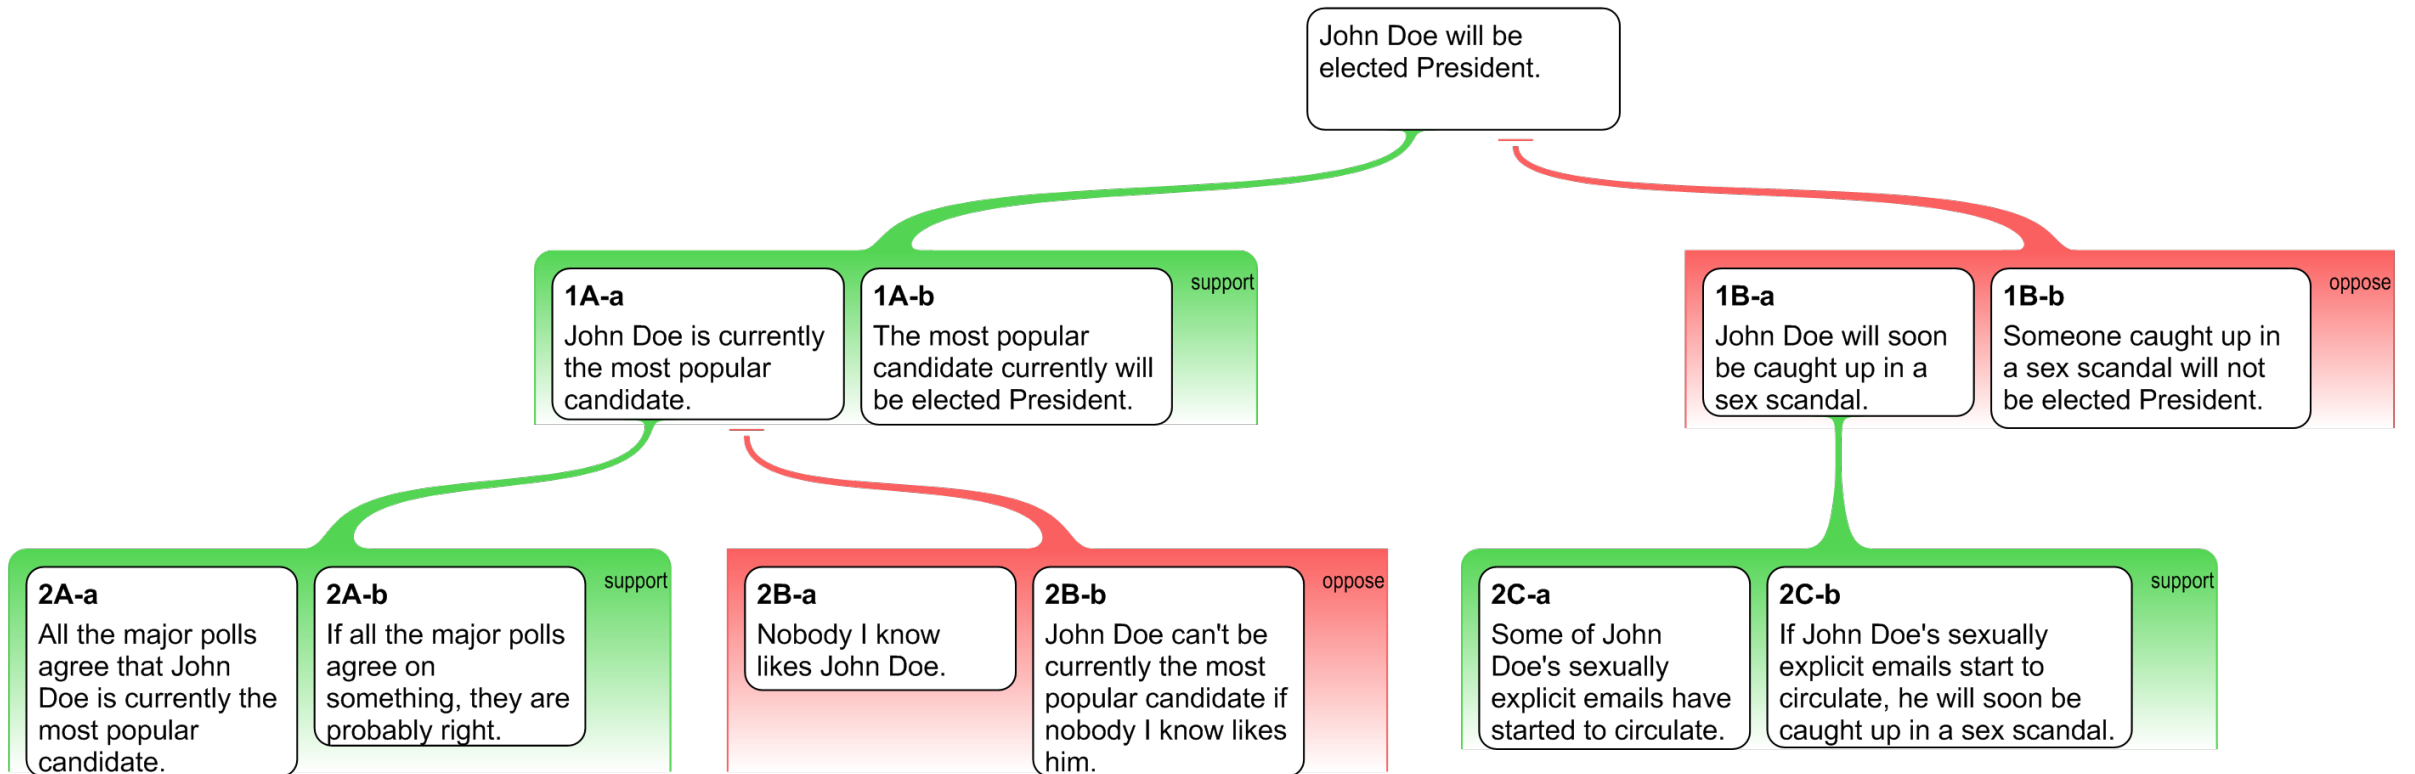 John Doe will be
elected President.
support
1A-a
John Doe is currently
the most popular
candidate.
1A-b
The most popular
candidate currently will
be elected President.
oppose
1B-a
John Doe will soon
be caught up in a
sex scandal.
1B-b
Someone caught up in
a sex scandal will not
be elected President.
support
2A-a
All the major polls
agree that John
Doe is currently the
most popular
candidate.
2A-b
If all the major polls
agree on
something, they are
probably right.
oppose
2B-a
Nobody I know
likes John Doe.
2B-b
John Doe can't be
currently the most
popular candidate if
nobody I know likes
him.
support
2C-a
Some of John
Doe's sexually
explicit emails have
started to circulate.
2C-b
If John Doe's sexually
explicit emails start to
circulate, he will soon be
caught up in a sex scandal.